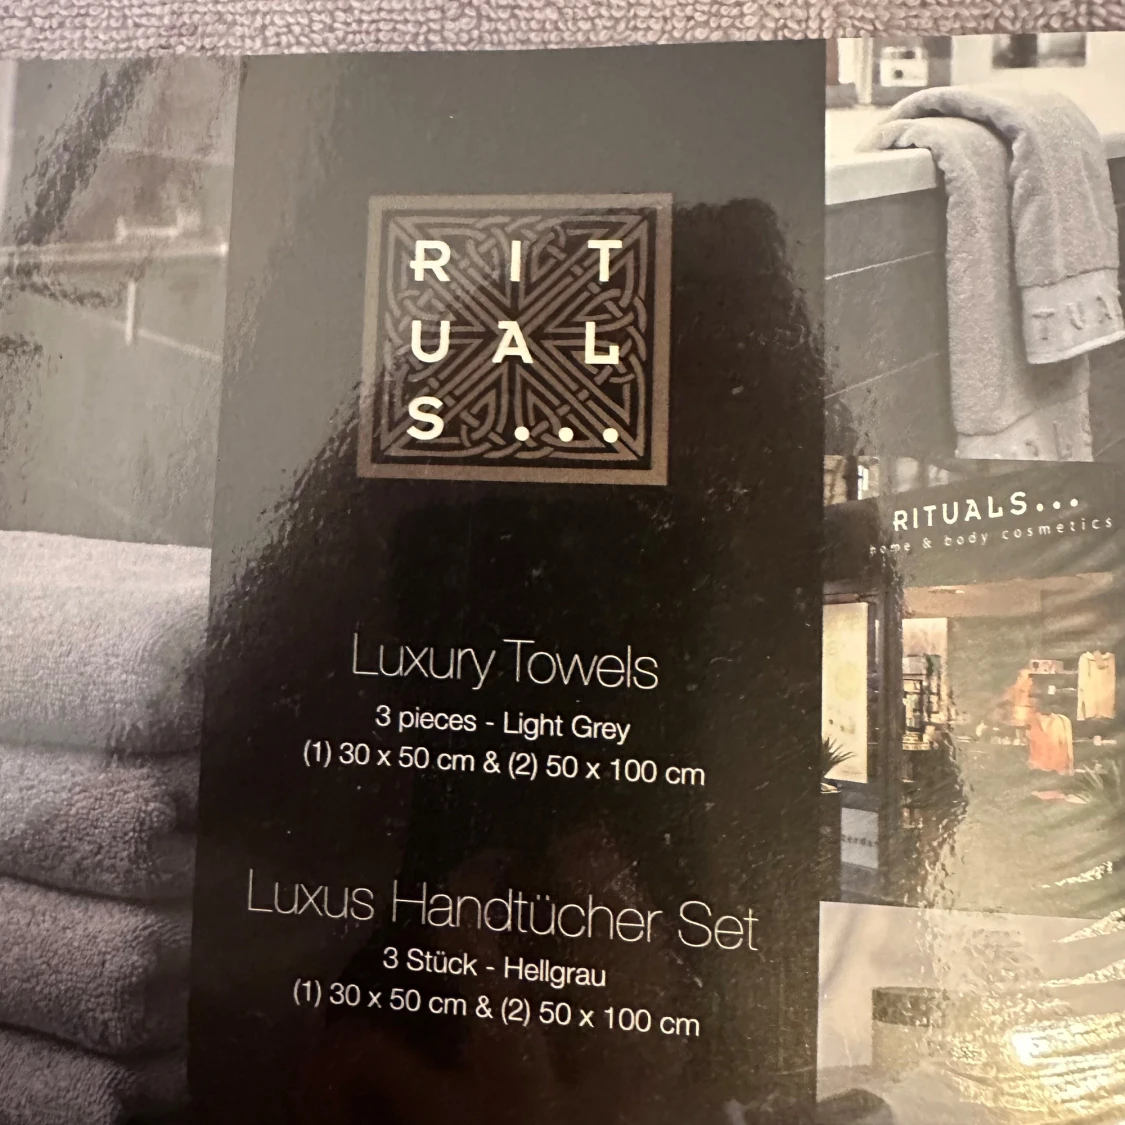 R I T
U A L
S . . .
Luxury Towels
3 pieces - Light Grey
(1) 30 x 50 cm & (2) 50 x 100 cm
Luxus Handtücher Set
3 Stück - Hellgrau
(1) 30 x 50 cm & (2) 50 x 100 cm
RITUALS...
home & body cosmetics